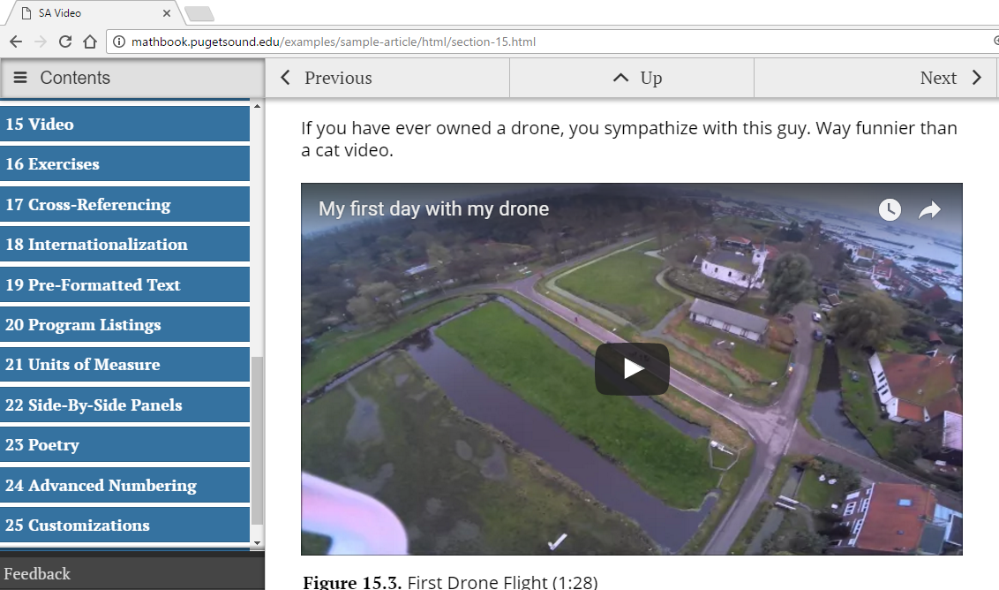 SA Video
mathbook.pugetsound.edu/examples/sample-article/html/section-15.html
Contents
Previous
Up
Next
15 Video
16 Exercises
17 Cross-Referencing
18 Internationalization
19 Pre-Formatted Text
20 Program Listings
21 Units of Measure
22 Side-By-Side Panels
23 Poetry
24 Advanced Numbering
25 Customizations
Feedback
If you have ever owned a drone, you sympathize with this guy. Way funnier than
a cat video.
My first day with my drone
Figure 15.3. First Drone Flight (1:28)